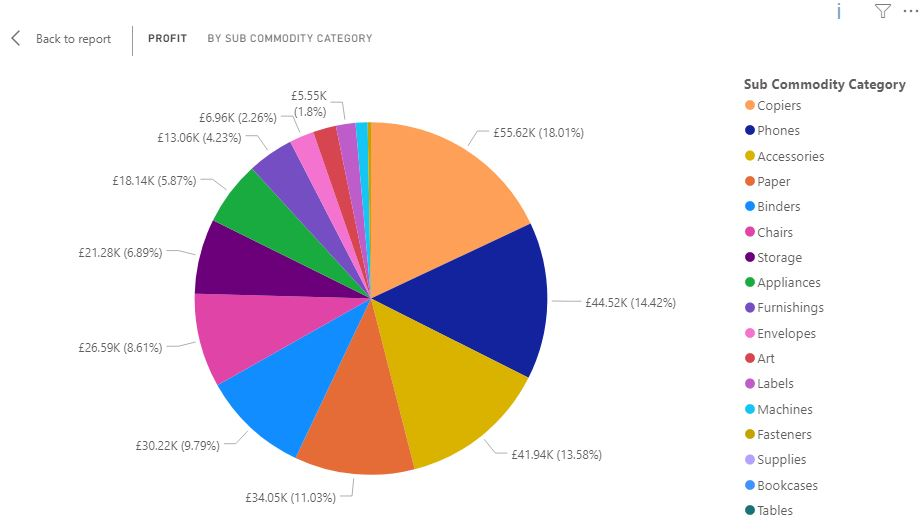 Back to report
PROFIT
BY SUB COMMODITY CATEGORY
£55.62K (18.01%)
£44.52K (14.42%)
£41.94K (13.58%)
£34.05K (11.03%)
£30.22K (9.79%)
£26.59K (8.61%)
£21.28K (6.89%)
£18.14K (5.87%)
£13.06K (4.23%)
£6.96K (2.26%)
£5.55K
(1.8%)
Sub Commodity Category
Copiers
Phones
Accessories
Paper
Binders
Chairs
Storage
Appliances
Furnishings
Envelopes
Art
Labels
Machines
Fasteners
Supplies
Bookcases
Tables